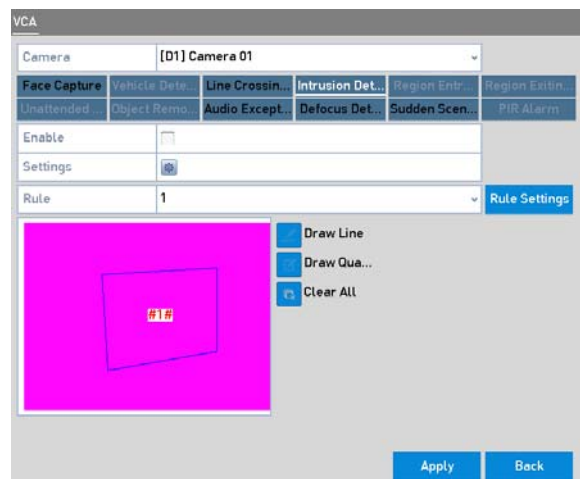 VCA
Camera [D1] Camera 01
Face Capture Vehicle Dete... Line Crossin... Intrusion Det... Region Entr... Region Exitin...
Unattended ... Object Remo... Audio Except... Defocus Det... Sudden Scen... PIR Alarm
Enable
Settings
Rule 1 Rule Settings
Draw Line
Draw Qua...
Clear All
#1#
Apply Back